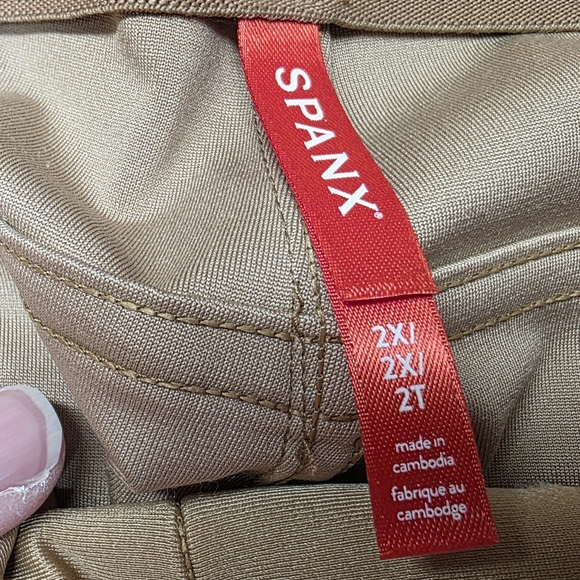 SPANX®
2X/
2X/
2T
made in
cambodia
fabriqué au
cambodge